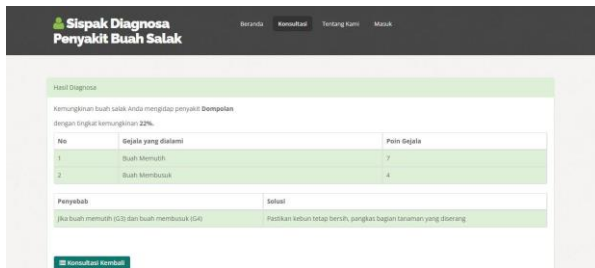 Sispak Diagnosa
Penyakit Buah Salak
Beranda Konsultasi Tentang Kami Masuk
Hasil Diagnosa
Kemungkinan buah salak Anda mengidap penyakit Dompolan
dengan tingkat kemungkinan 22%.
No Gejala yang dialami Poin Gejala
1 Buah Memutih 7
2 Buah Membusuk 4
Penyebab Solusi
Jika buah memutih (G3) dan buah membusuk (G4) Pastikan kebun tetap bersih, pangkas bagian tanaman yang diserang
Konsultasi Kembali